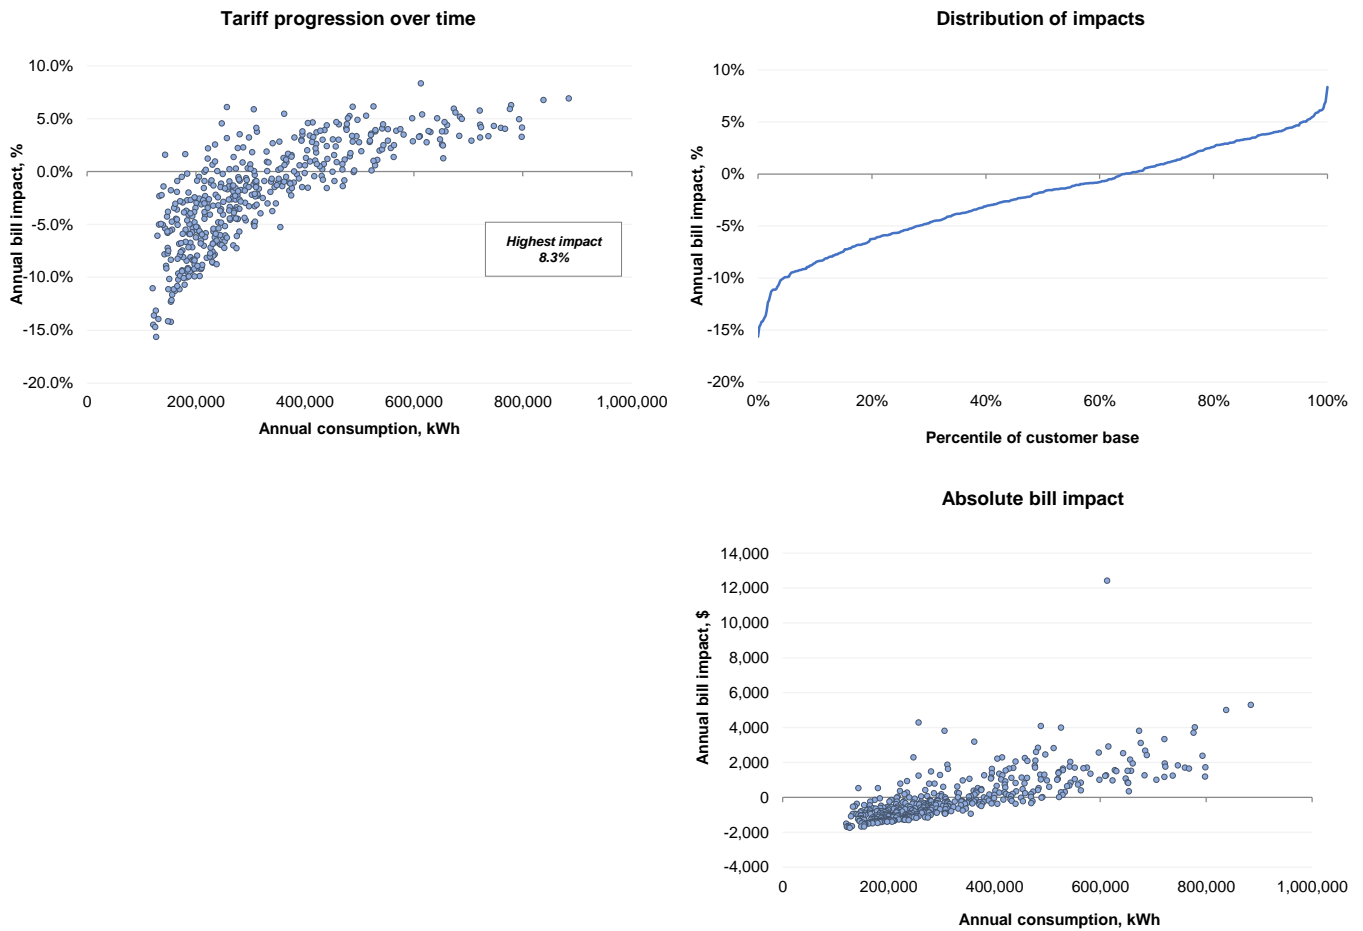 Tariff progression over time
10.0%
5.0%
0.0%
-5.0%
-10.0%
-15.0%
-20.0%
Annual bill impact, %
Highest impact
8.3%
0 200,000 400,000 600,000 800,000 1,000,000
Annual consumption, kWh
Distribution of impacts
10%
5%
0%
-5%
-10%
-15%
-20%
Annual bill impact, %
0% 20% 40% 60% 80% 100%
Percentile of customer base
Absolute bill impact
14,000
12,000
10,000
8,000
6,000
4,000
2,000
0
-2,000
-4,000
Annual bill impact, $
0 200,000 400,000 600,000 800,000 1,000,000
Annual consumption, kWh